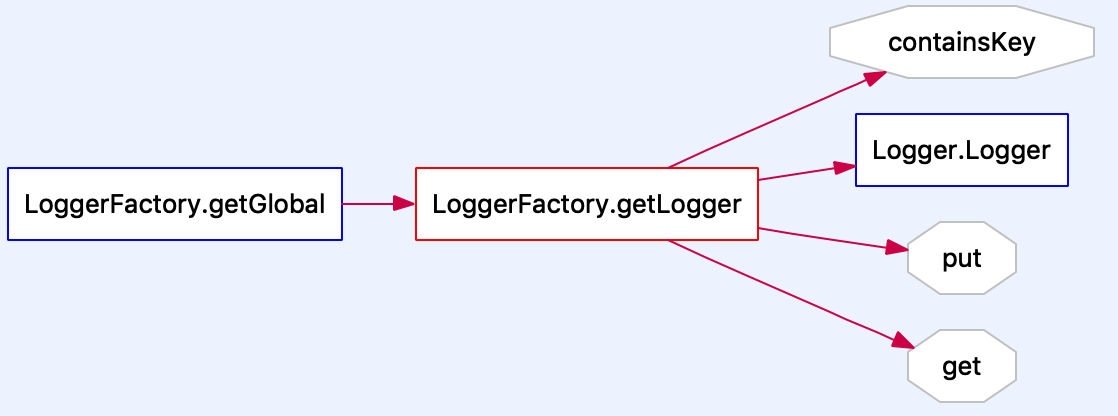 containsKey
Logger.Logger
LoggerFactory.getGlobal
LoggerFactory.getLogger
put
get